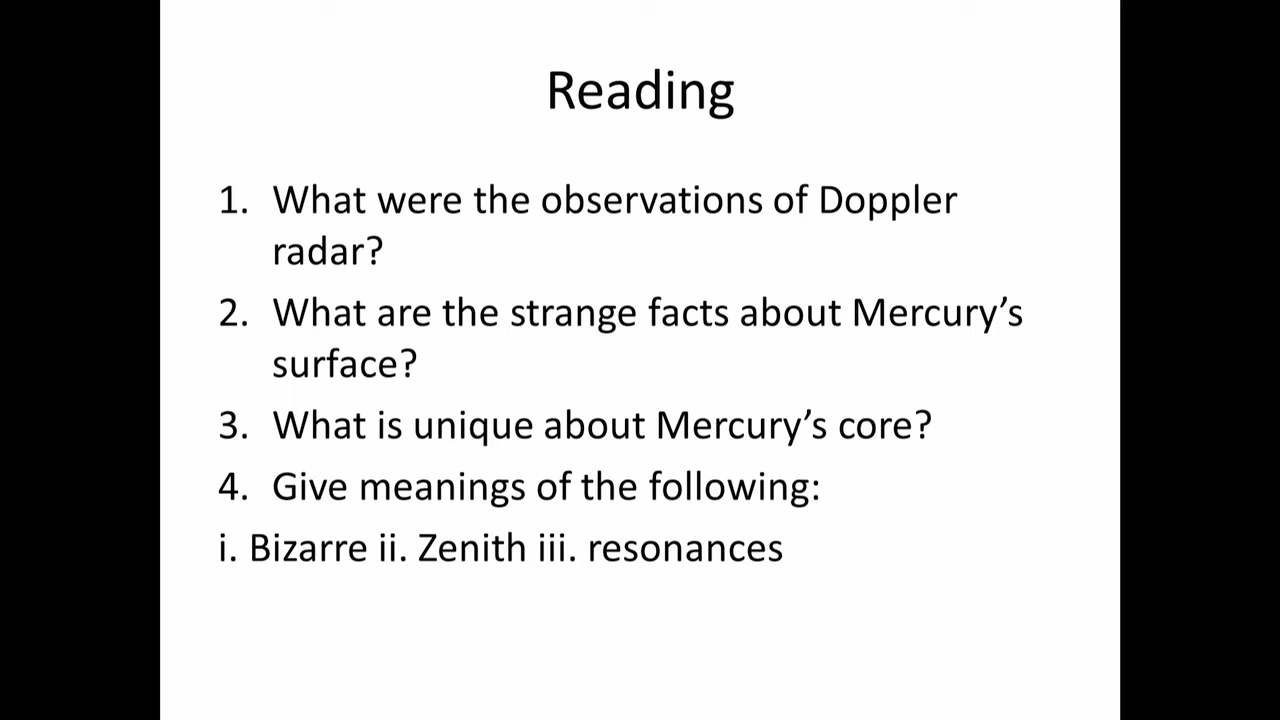 Reading
1. What were the observations of Doppler
radar?
2. What are the strange facts about Mercury’s
surface?
3. What is unique about Mercury’s core?
4. Give meanings of the following:
i. Bizarre ii. Zenith iii. resonances